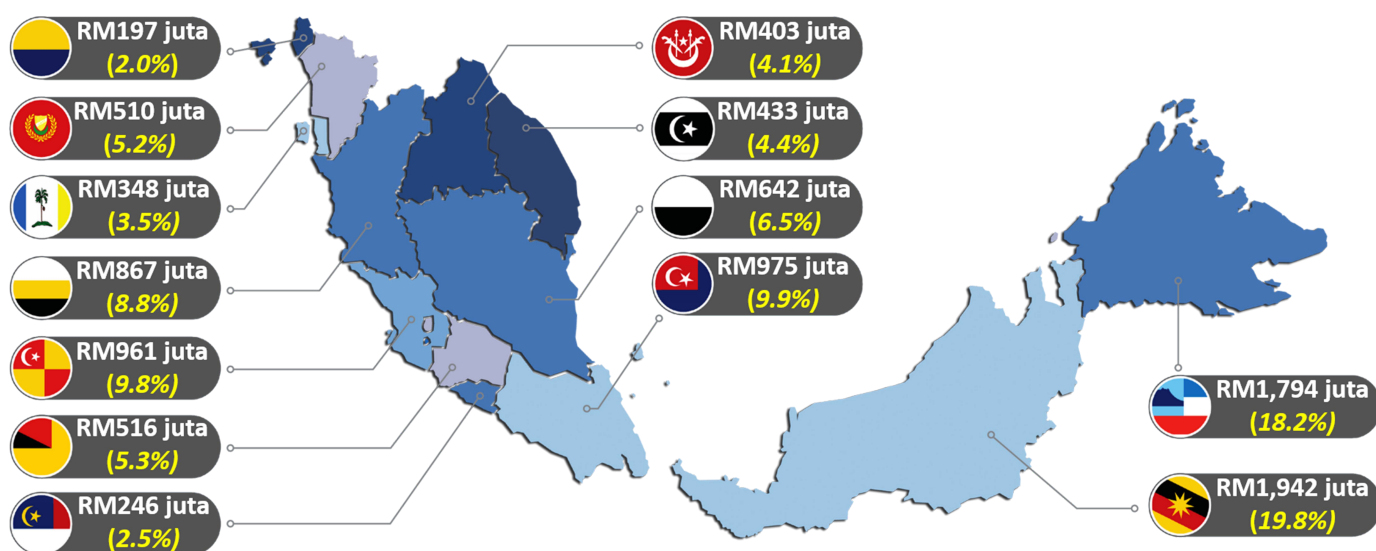 RM197 juta
(2.0%)
RM510 juta
(5.2%)
RM348 juta
(3.5%)
RM867 juta
(8.8%)
RM961 juta
(9.8%)
RM516 juta
(5.3%)
RM246 juta
(2.5%)
RM403 juta
(4.1%)
RM433 juta
(4.4%)
RM642 juta
(6.5%)
RM975 juta
(9.9%)
RM1,794 juta
(18.2%)
RM1,942 juta
(19.8%)